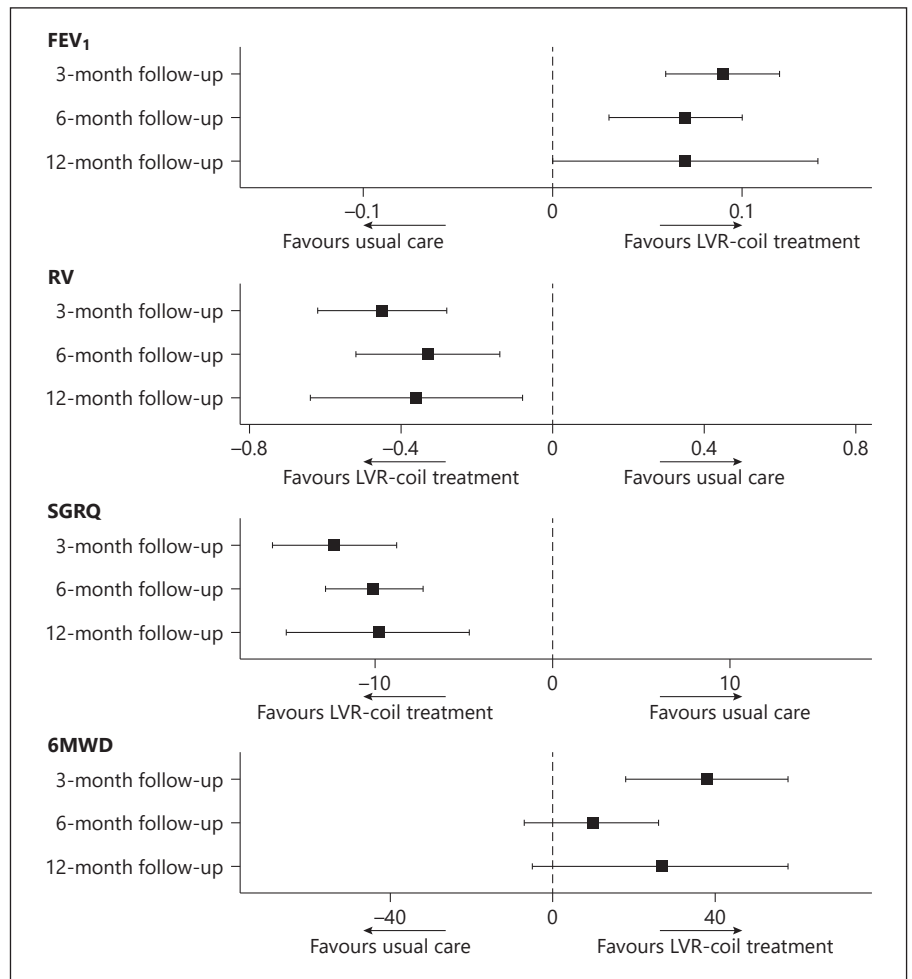 FEV1
3-month follow-up
6-month follow-up
12-month follow-up
–0.1 0 0.1
Favours usual care Favours LVR-coil treatment
RV
3-month follow-up
6-month follow-up
12-month follow-up
–0.8 –0.4 0 0.4 0.8
Favours LVR-coil treatment Favours usual care
SGRQ
3-month follow-up
6-month follow-up
12-month follow-up
–10 0 10
Favours LVR-coil treatment Favours usual care
6MWD
3-month follow-up
6-month follow-up
12-month follow-up
–40 0 40
Favours usual care Favours LVR-coil treatment